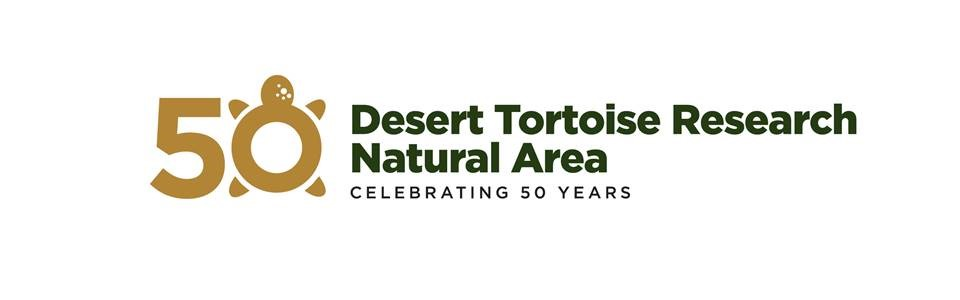 50
Desert Tortoise Research
Natural Area
CELEBRATING 50 YEARS